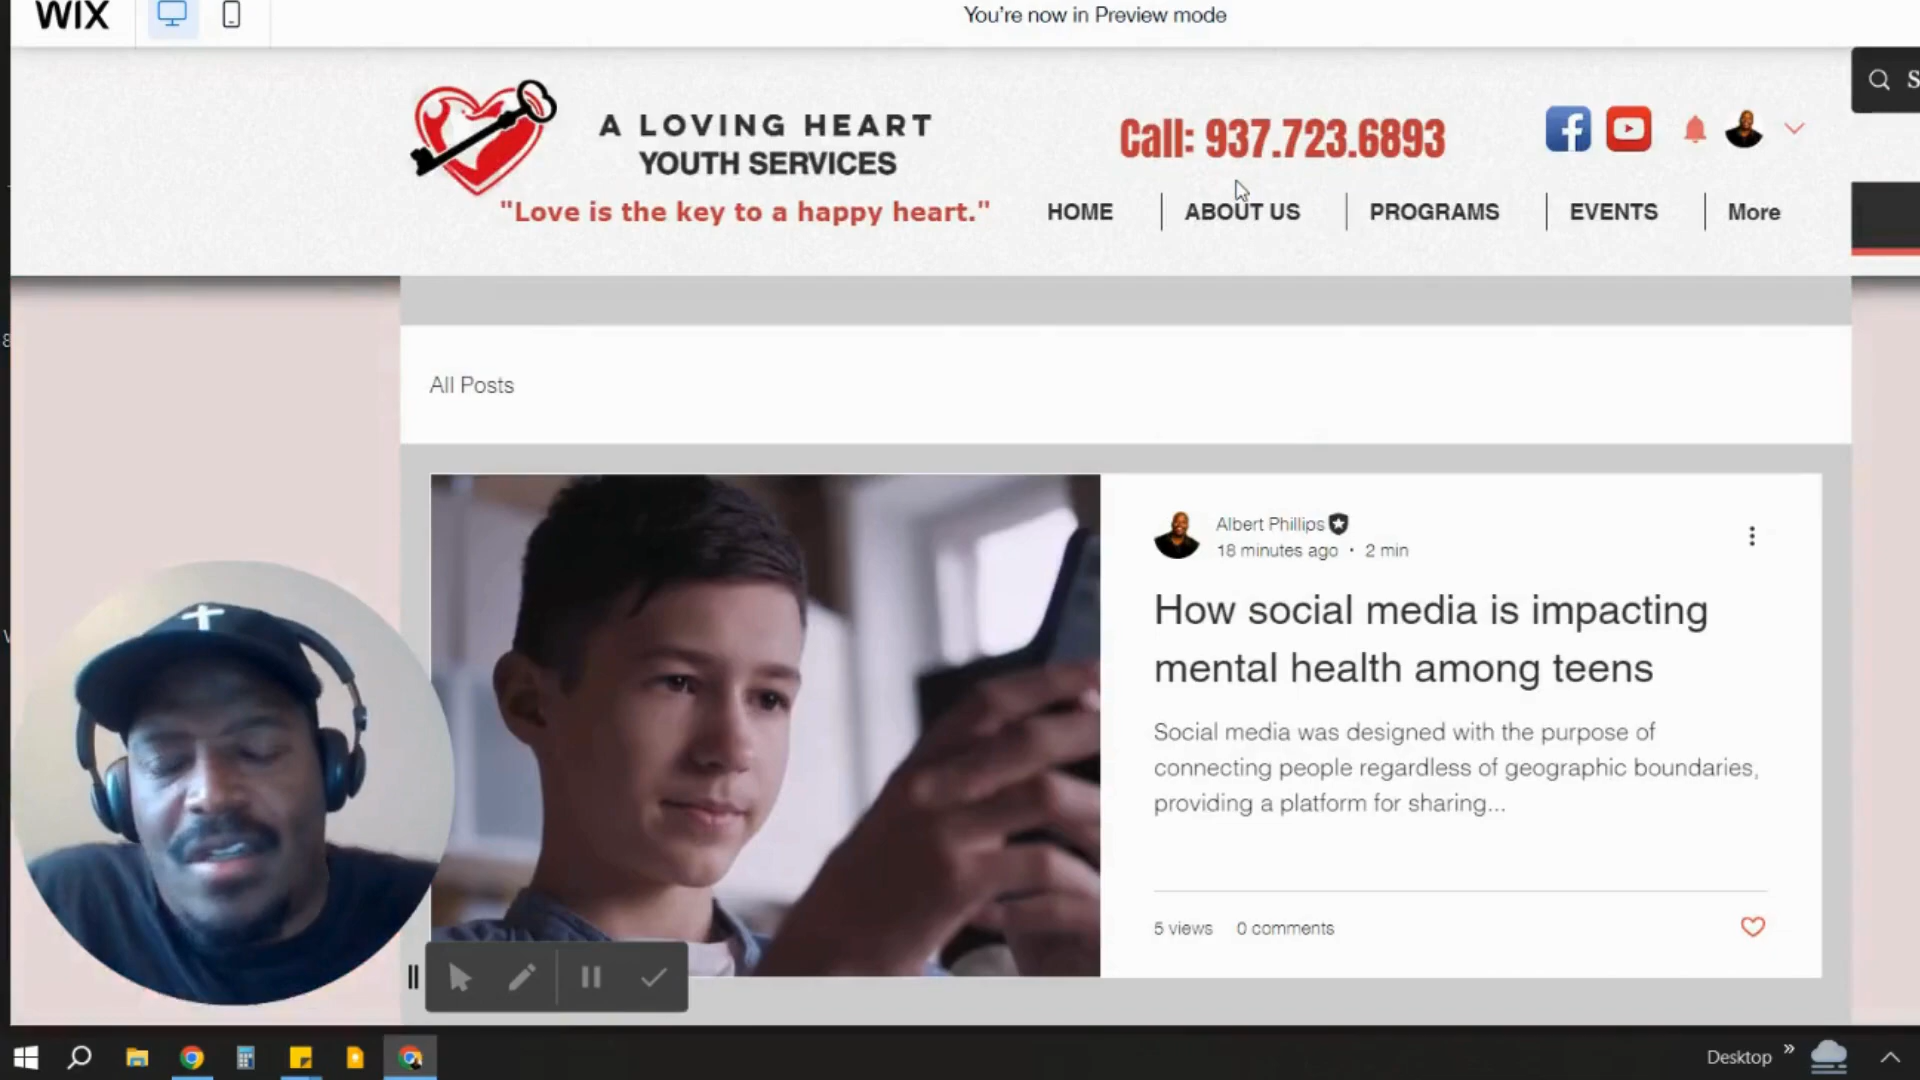 WIX
You're now in Preview mode
S
A LOVING HEART
YOUTH SERVICES
"Love is the key to a happy heart."
Call: 937.723.6893
HOME
ABOUT US
PROGRAMS
EVENTS
More
All Posts
Albert Phillips
18 minutes ago · 2 min
How social media is impacting
mental health among teens
Social media was designed with the purpose of
connecting people regardless of geographic boundaries,
providing a platform for sharing...
5 views
0 comments
Desktop